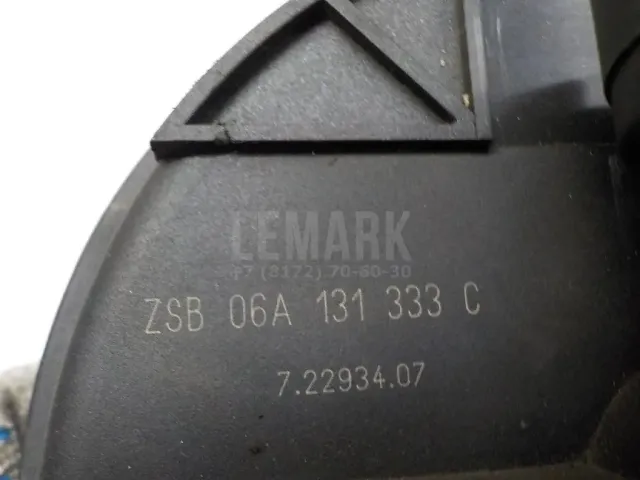 LEMARK
+7 (8172) 70-60-30
ZSB 06A 131 333 C
7.22934.07